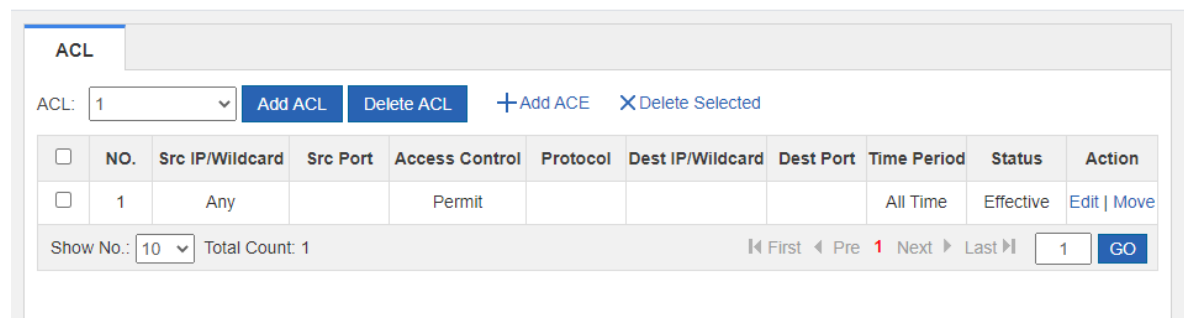 ACL
ACL: 1 Add ACL Delete ACL Add ACE Delete Selected
NO. Src IP/Wildcard Src Port Access Control Protocol Dest IP/Wildcard Dest Port Time Period Status Action
1 Any Permit All Time Effective Edit | Move
Show No.: 10 Total Count: 1 First Pre 1 Next Last 1 GO